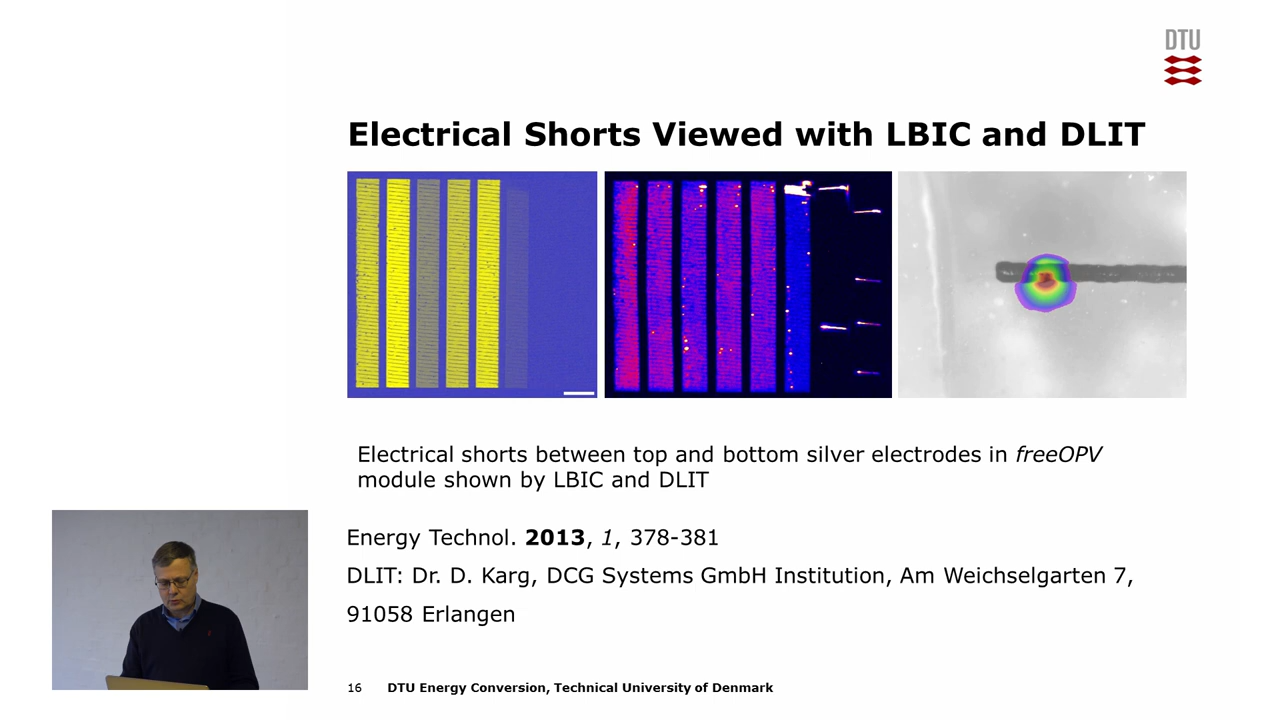 DTU
Electrical Shorts Viewed with LBIC and DLIT
Electrical shorts between top and bottom silver electrodes in freeOPV
module shown by LBIC and DLIT
Energy Technol. 2013, 1, 378-381
DLIT: Dr. D. Karg, DCG Systems GmbH Institution, Am Weichselgarten 7,
91058 Erlangen
16 DTU Energy Conversion, Technical University of Denmark